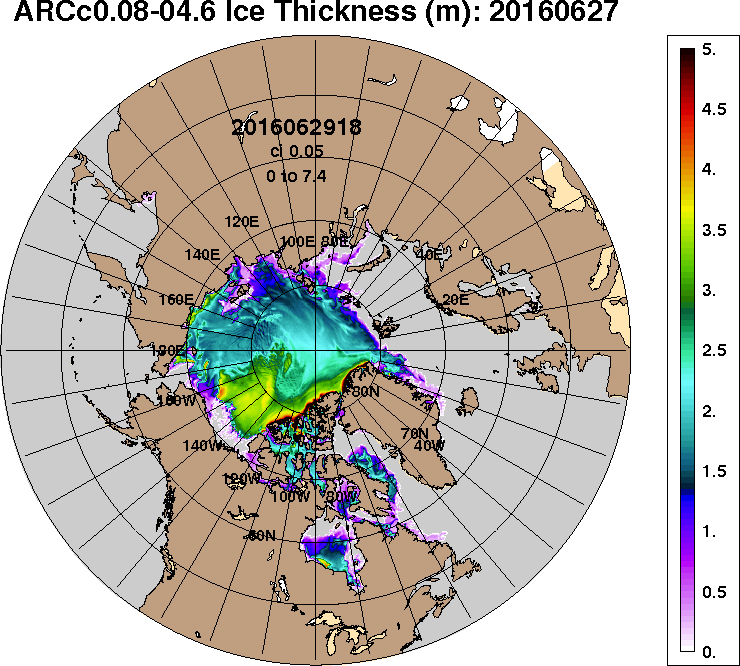 ARCc0.08-04.6 Ice Thickness (m): 20160627
2016062918
ci 0.05
0 to 7.4
120E
100E 80E
140E
40E
160E
20E
180E
160W
80N
140W
70N
40W
120W
100W 80W
60N
5.
4.5
4.
3.5
3.
2.5
2.
1.5
1.
0.5
0.